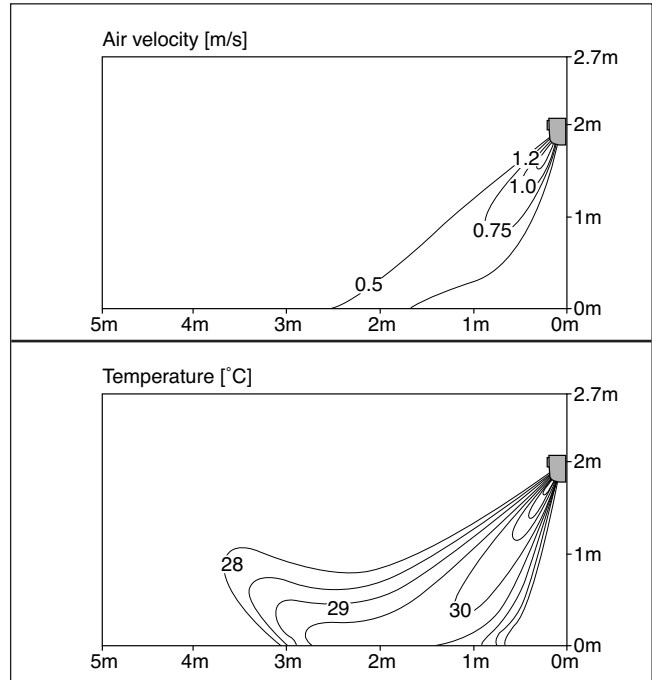 Air velocity [m/s]
2.7m
2m
1.2
1.0
1m
0.75
0.5
0m
5m 4m 3m 2m 1m 0m
Temperature [˚C]
2.7m
2m
1m
28
29
30
0m
5m 4m 3m 2m 1m 0m